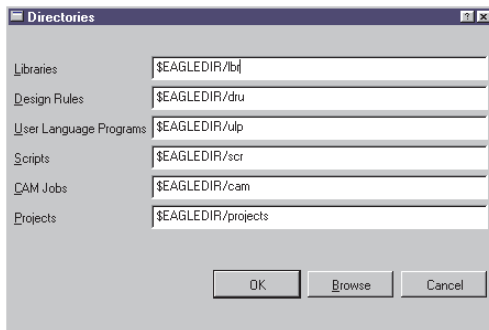 Directories
Libraries $EAGLEDIR/lbr
Design Rules $EAGLEDIR/dru
User Language Programs $EAGLEDIR/ulp
Scripts $EAGLEDIR/scr
CAM Jobs $EAGLEDIR/cam
Projects $EAGLEDIR/projects
OK Browse Cancel